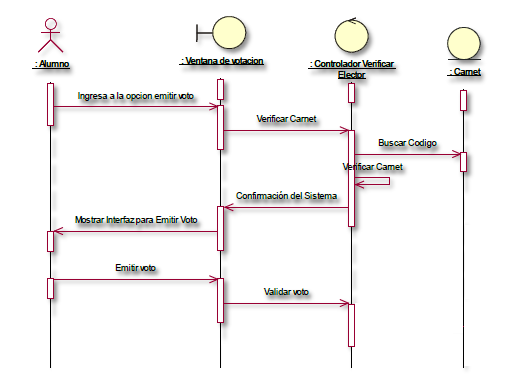 : Alumno
: Ventana de votacion
: Controlador Verificar
Elector
: Carnet
Ingresa a la opcion emitir voto
Verificar Carnet
Buscar Codigo
Verificar Carnet
Confirmación del Sistema
Mostrar Interfaz para Emitir Voto
Emitir voto
Validar voto